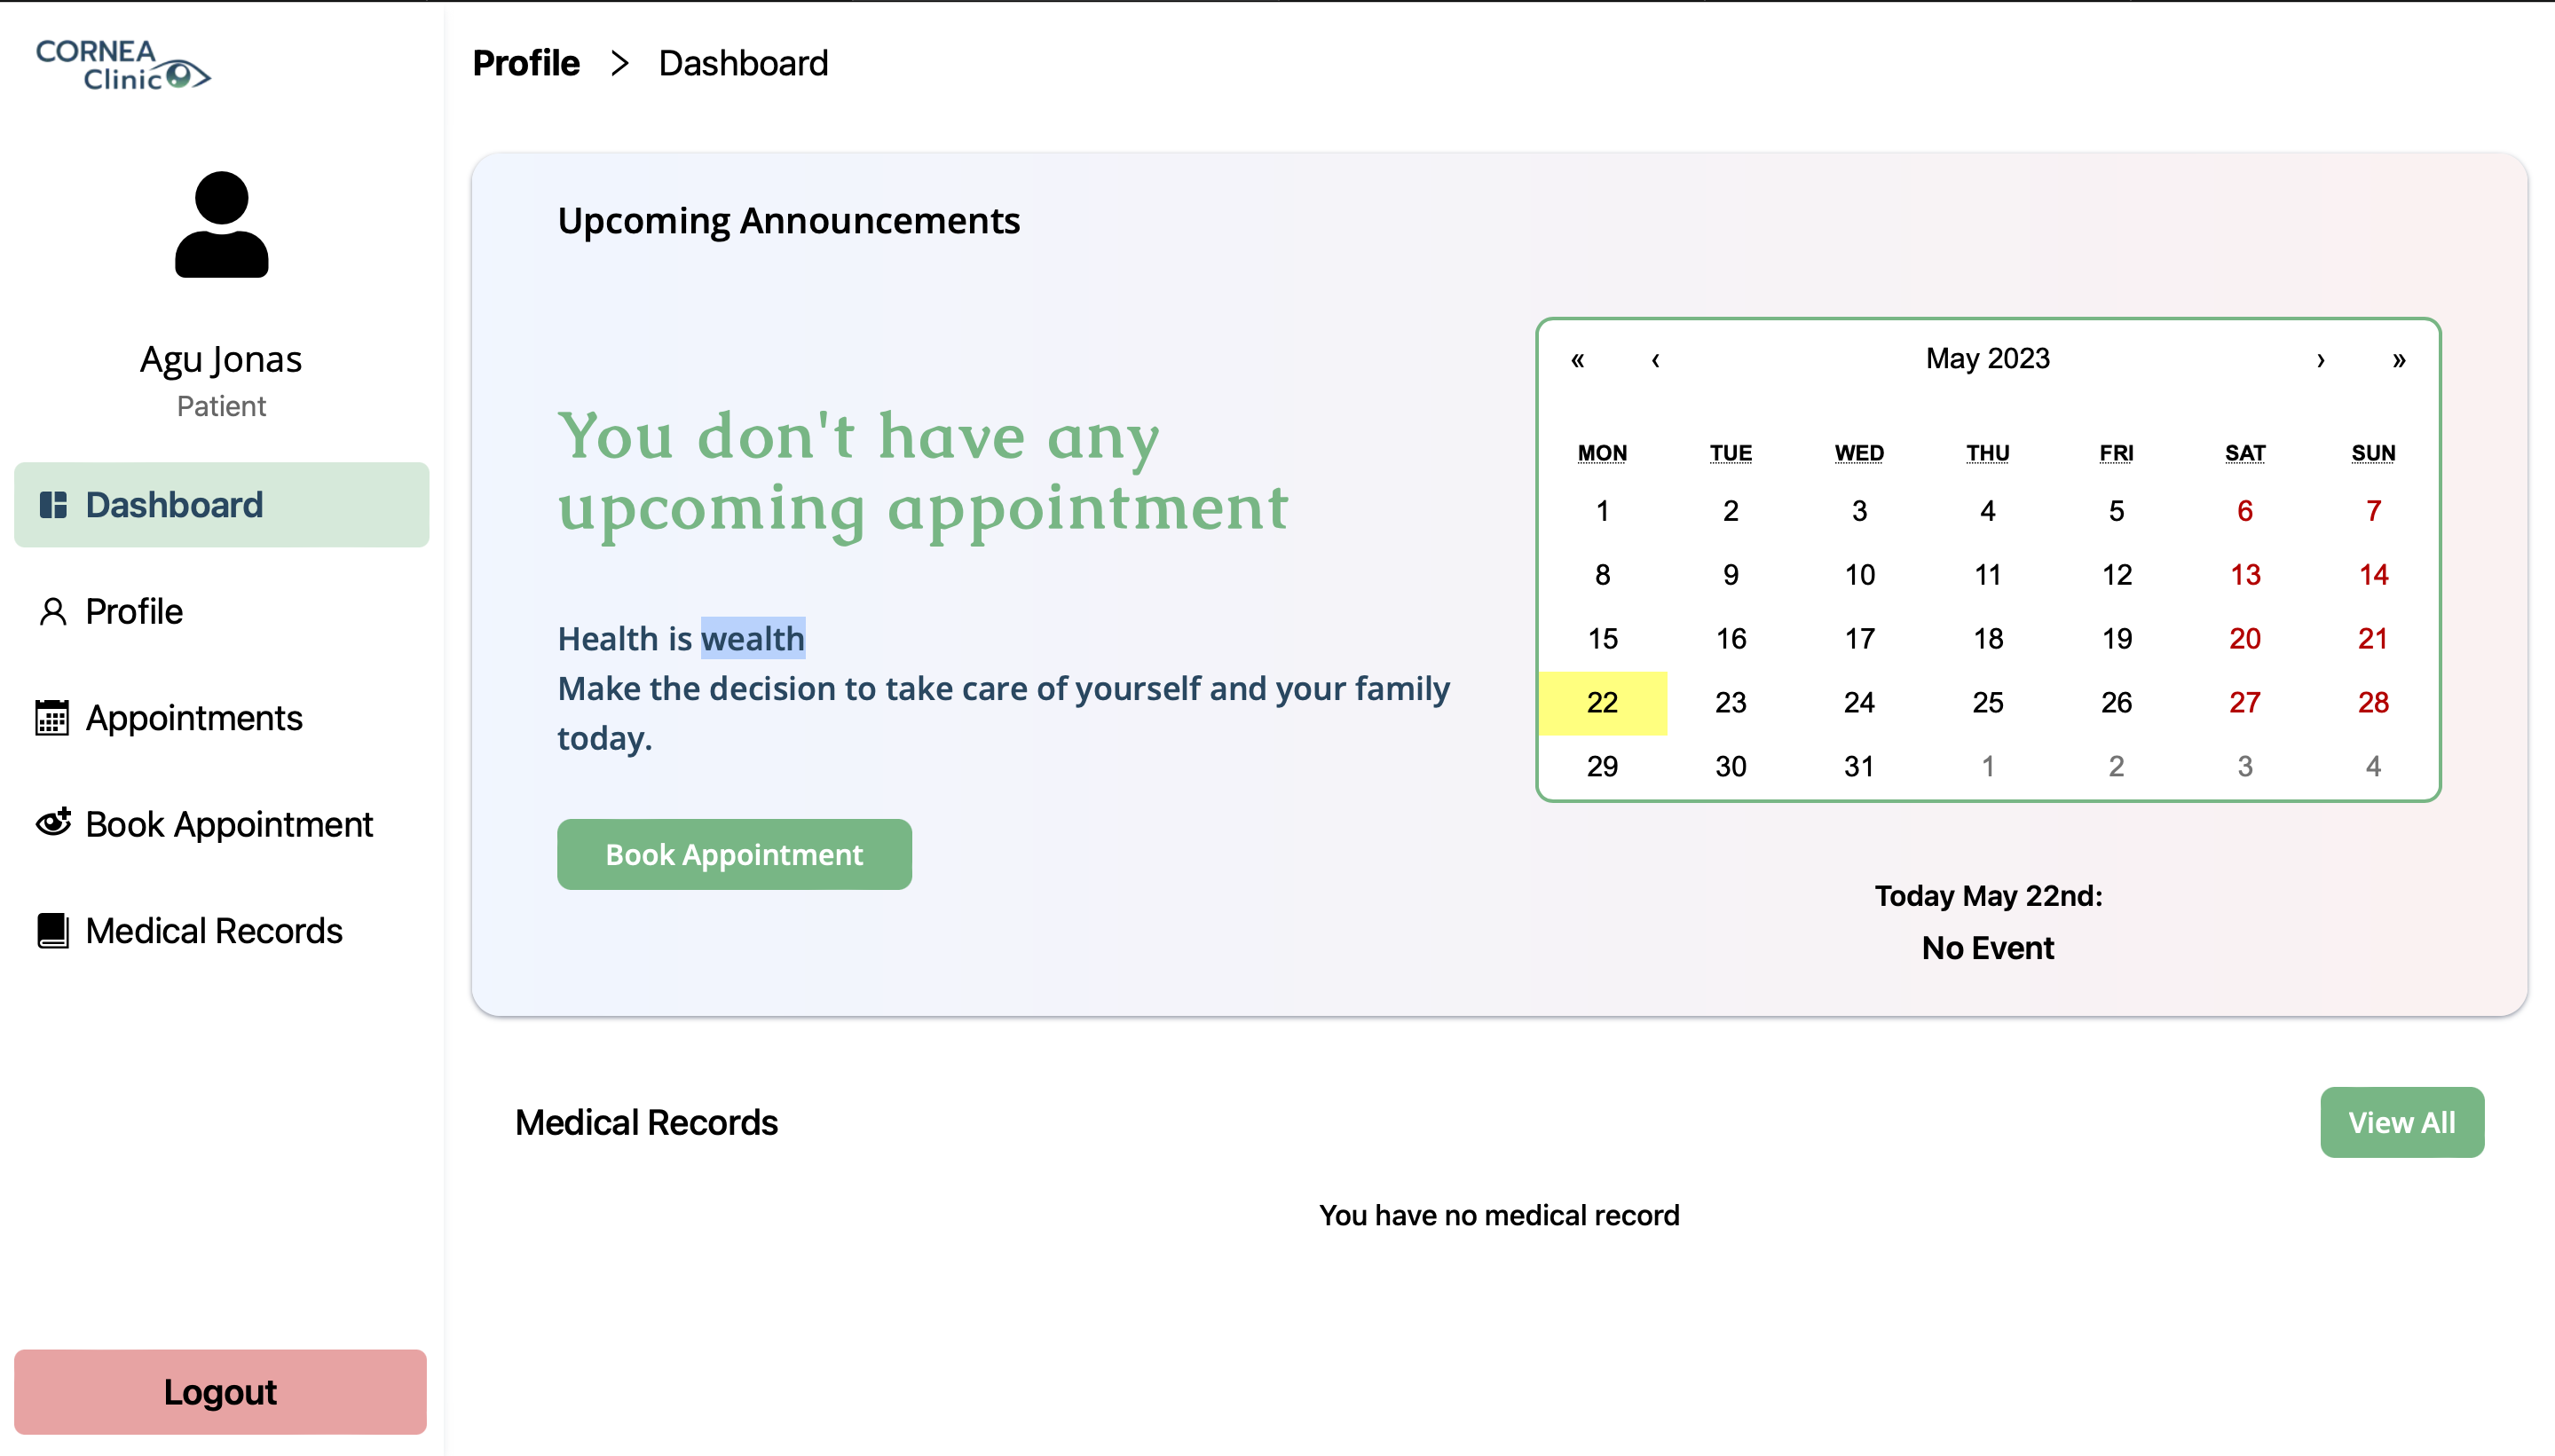 CORNEA
Clinic
Agu Jonas
Patient
Dashboard
Profile
Appointments
Book Appointment
Medical Records
Logout
Profile > Dashboard
Upcoming Announcements
You don't have any
upcoming appointment
Health is wealth
Make the decision to take care of yourself and your family
today.
Book Appointment
« ‹ May 2023 › »
MON TUE WED THU FRI SAT SUN
1 2 3 4 5 6 7
8 9 10 11 12 13 14
15 16 17 18 19 20 21
22 23 24 25 26 27 28
29 30 31 1 2 3 4
Today May 22nd:
No Event
Medical Records
View All
You have no medical record